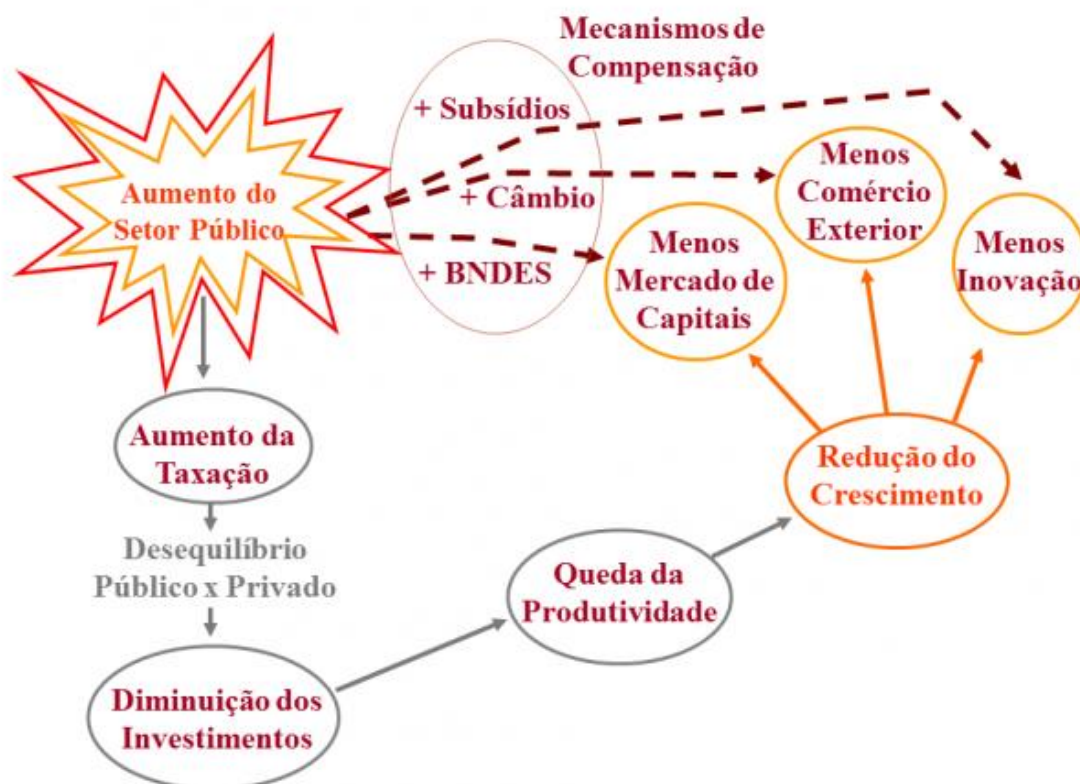 Mecanismos de
Compensação
+ Subsídios
+ Câmbio
+ BNDES
Aumento do
Setor Público
Menos
Comércio
Exterior
Menos
Mercado de
Capitais
Menos
Inovação
Aumento da
Taxação
Desequilíbrio
Público x Privado
Diminuição dos
Investimentos
Queda da
Produtividade
Redução do
Crescimento